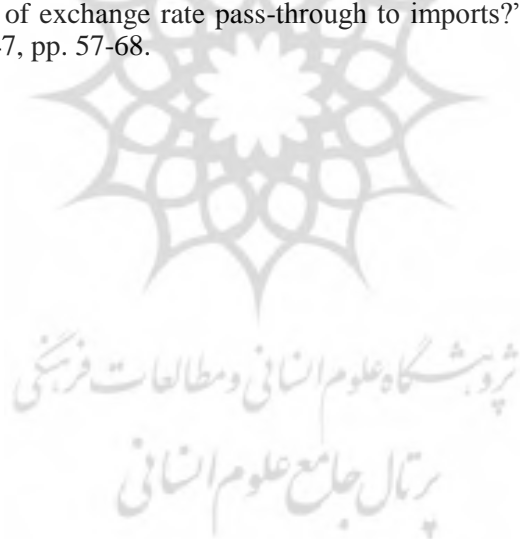 of exchange rate pass-through to imports?"
47, pp. 57-68.
پژوهشگاه علوم انسانی و مطالعات فرهنگی
پرتال جامع علوم انسانی